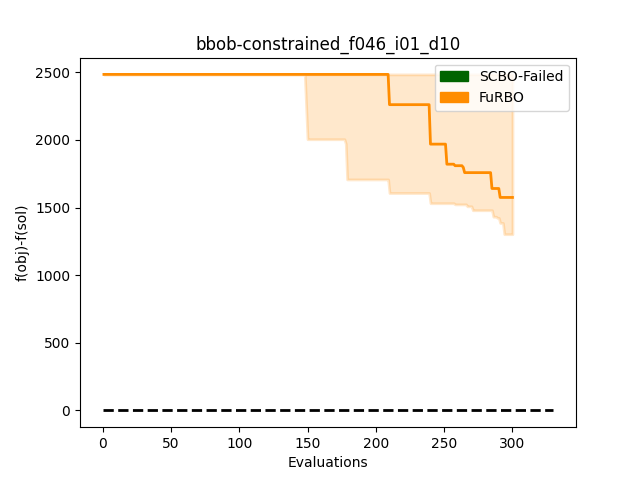 bbob-constrained_f046_i01_d10
SCBO-Failed
FuRBO
f(obj)-f(sol)
2500
2000
1500
1000
500
0
0 50 100 150 200 250 300
Evaluations